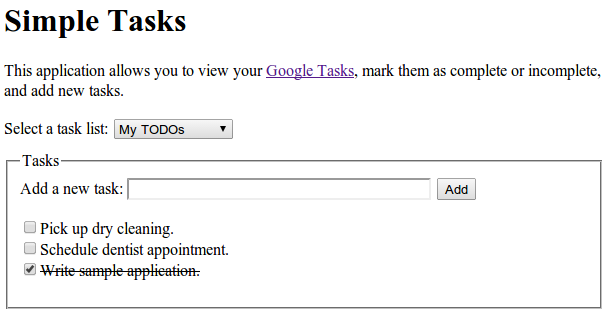 Simple Tasks
This application allows you to view your Google Tasks, mark them as complete or incomplete,
and add new tasks.
Select a task list: My TODOs
Tasks
Add a new task: Add
Pick up dry cleaning.
Schedule dentist appointment.
Write sample application.